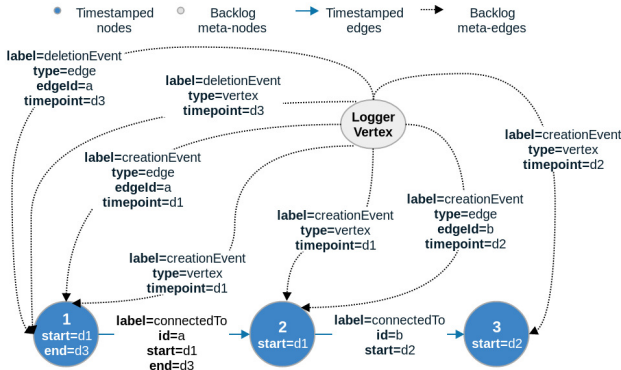 Timestamped
nodes
Backlog
meta-nodes
Timestamped
edges
Backlog
meta-edges
label=deletionEvent
type=edge
edgeId=a
timepoint=d3
label=deletionEvent
type=vertex
timepoint=d3
Logger
Vertex
label=creationEvent
type=vertex
timepoint=d2
label=creationEvent
type=edge
edgeId=a
timepoint=d1
label=creationEvent
type=vertex
timepoint=d1
label=creationEvent
type=edge
edgeId=b
timepoint=d2
label=creationEvent
type=vertex
timepoint=d1
1
start=d1
end=d3
label=connectedTo
id=a
start=d1
end=d3
2
start=d1
label=connectedTo
id=b
start=d2
3
start=d2